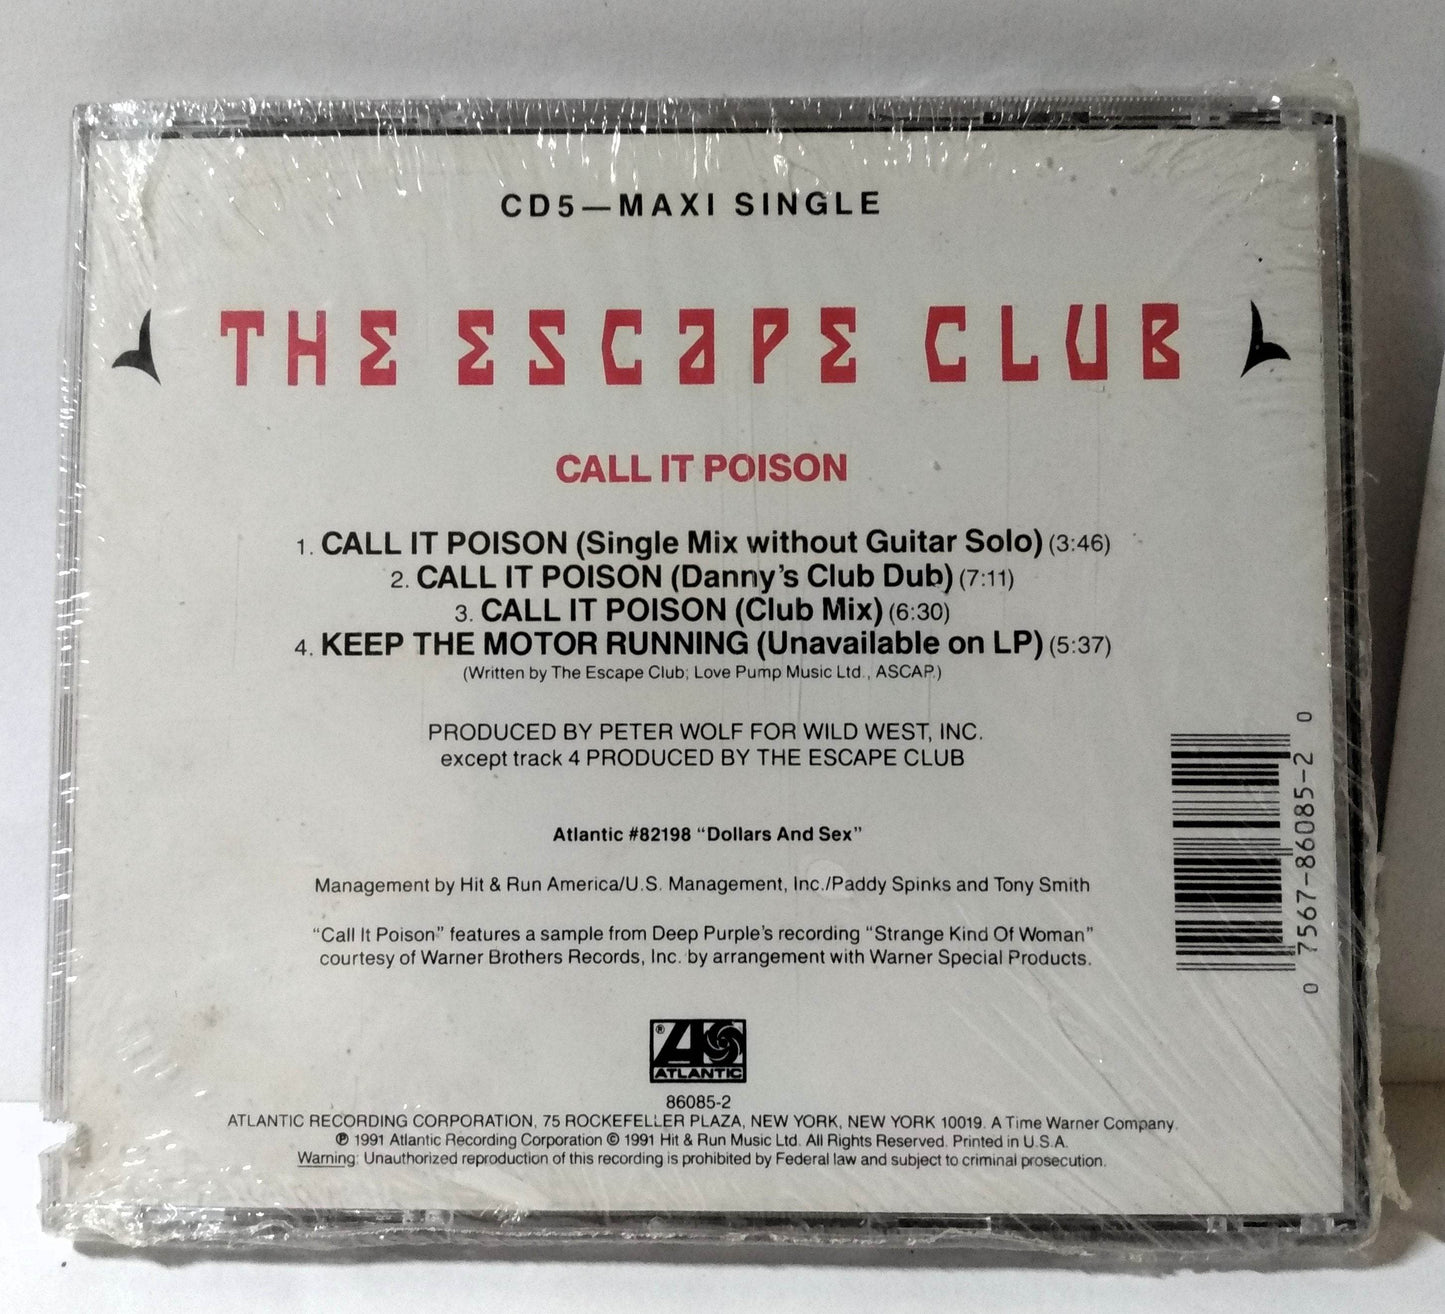 CD5—MAXI SINGLE
THE ESCAPE CLUB
CALL IT POISON
1. CALL IT POISON (Single Mix without Guitar Solo) (3:46)
2. CALL IT POISON (Danny's Club Dub) (7:11)
3. CALL IT POISON (Club Mix) (6:30)
4. KEEP THE MOTOR RUNNING (Unavailable on LP) (5:37)
(Written by The Escape Club; Love Pump Music Ltd., ASCAP.)
PRODUCED BY PETER WOLF FOR WILD WEST, INC.
except track 4 PRODUCED BY THE ESCAPE CLUB
Atlantic #82198 "Dollars And Sex"
Management by Hit & Run America/U.S. Management, Inc./Paddy Spinks and Tony Smith
"Call It Poison" features a sample from Deep Purple's recording "Strange Kind Of Woman"
courtesy of Warner Brothers Records, Inc. by arrangement with Warner Special Products.
0 7567-86085-2 0
® ATLANTIC
86085-2
ATLANTIC RECORDING CORPORATION, 75 ROCKEFELLER PLAZA, NEW YORK, NEW YORK 10019. A Time Warner Company.
℗ 1991 Atlantic Recording Corporation © 1991 Hit & Run Music Ltd. All Rights Reserved. Printed in U.S.A.
Warning: Unauthorized reproduction of this recording is prohibited by Federal law and subject to criminal prosecution.